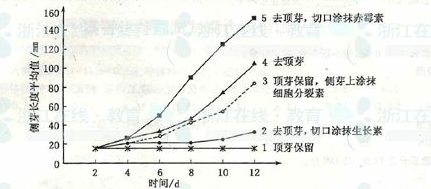 侧芽长度平均值/mm
160
140
120
100
80
60
40
20
0
2 4 6 8 10 12
时间/d
5 去顶芽，切口涂抹赤霉素
4 去顶芽
3 顶芽保留，侧芽上涂抹
细胞分裂素
2 去顶芽，切口涂抹生长素
1 顶芽保留